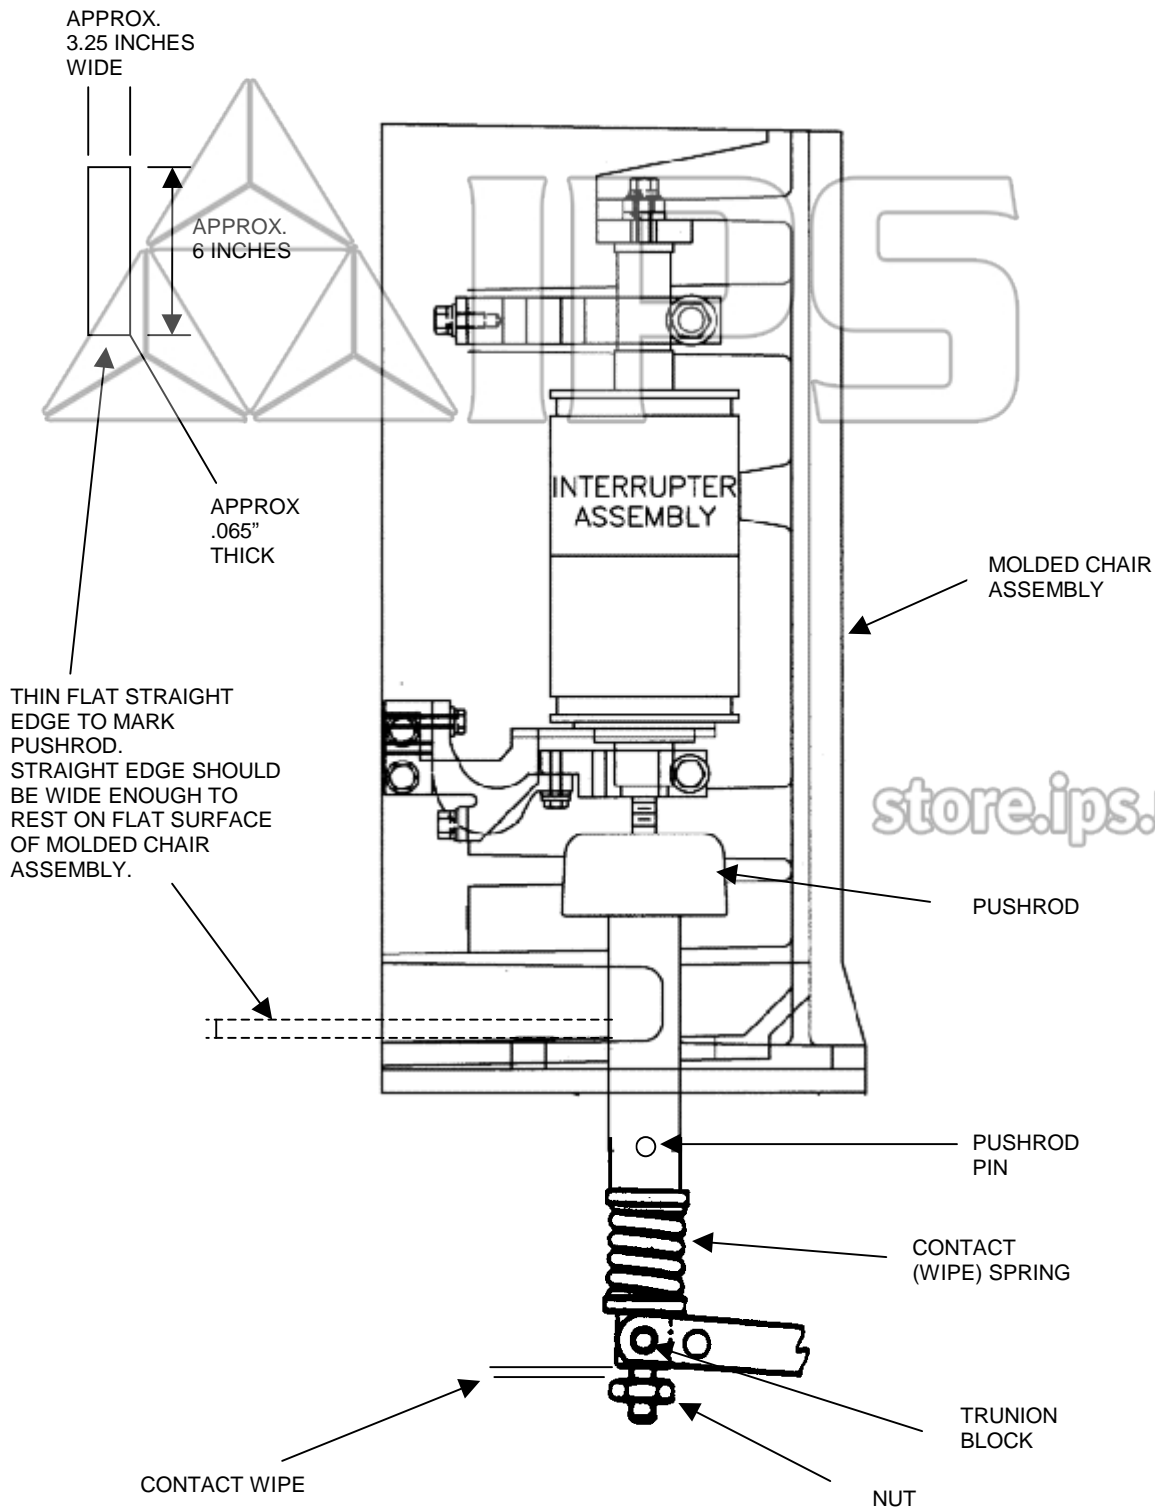 APPROX.
3.25 INCHES
WIDE
APPROX.
6 INCHES
IPS
INTERRUPTER
ASSEMBLY
APPROX
.065”
THICK
MOLDED CHAIR
ASSEMBLY
THIN FLAT STRAIGHT
EDGE TO MARK
PUSHROD.
STRAIGHT EDGE SHOULD
BE WIDE ENOUGH TO
REST ON FLAT SURFACE
OF MOLDED CHAIR
ASSEMBLY.
store.ips.
PUSHROD
PUSHROD
PIN
CONTACT
(WIPE) SPRING
TRUNION
BLOCK
CONTACT WIPE
NUT